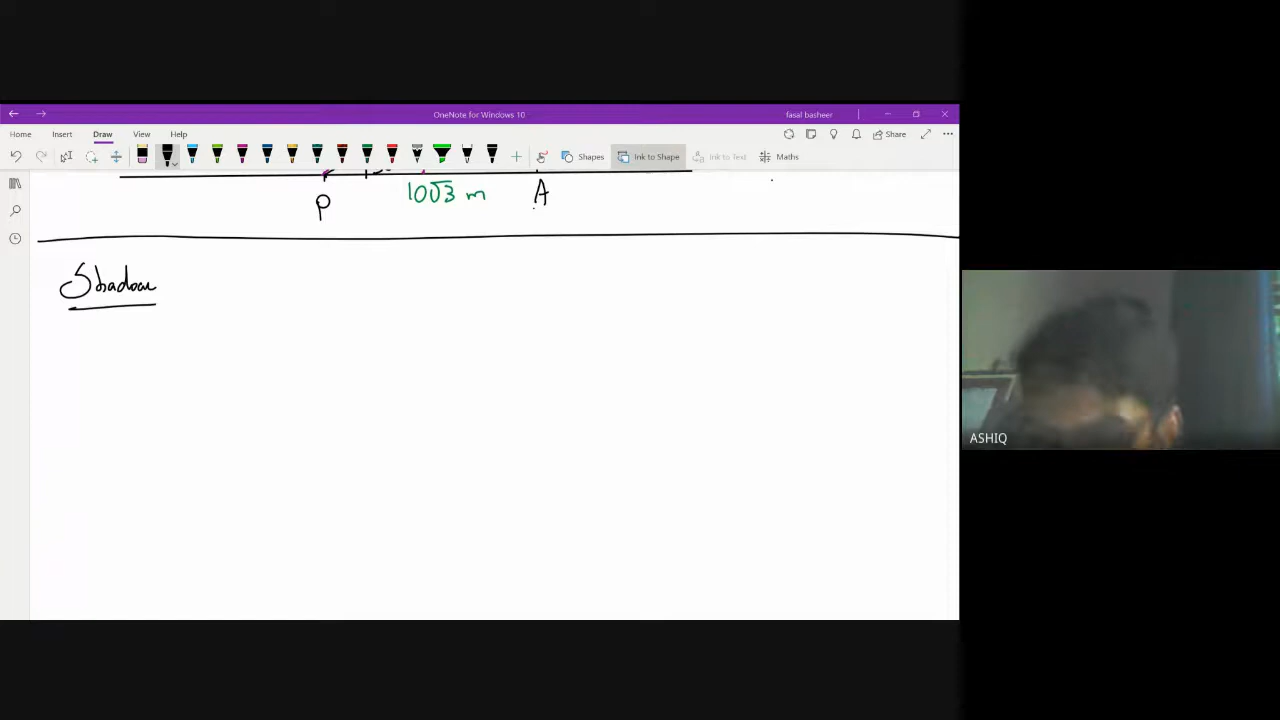 OneNote for Windows 10
fasal basheer
Home Insert Draw View Help
Share
Shapes
Ink to Shape
Ink to Text
Maths
P 10√3 m A
Shadow
ASHIQ